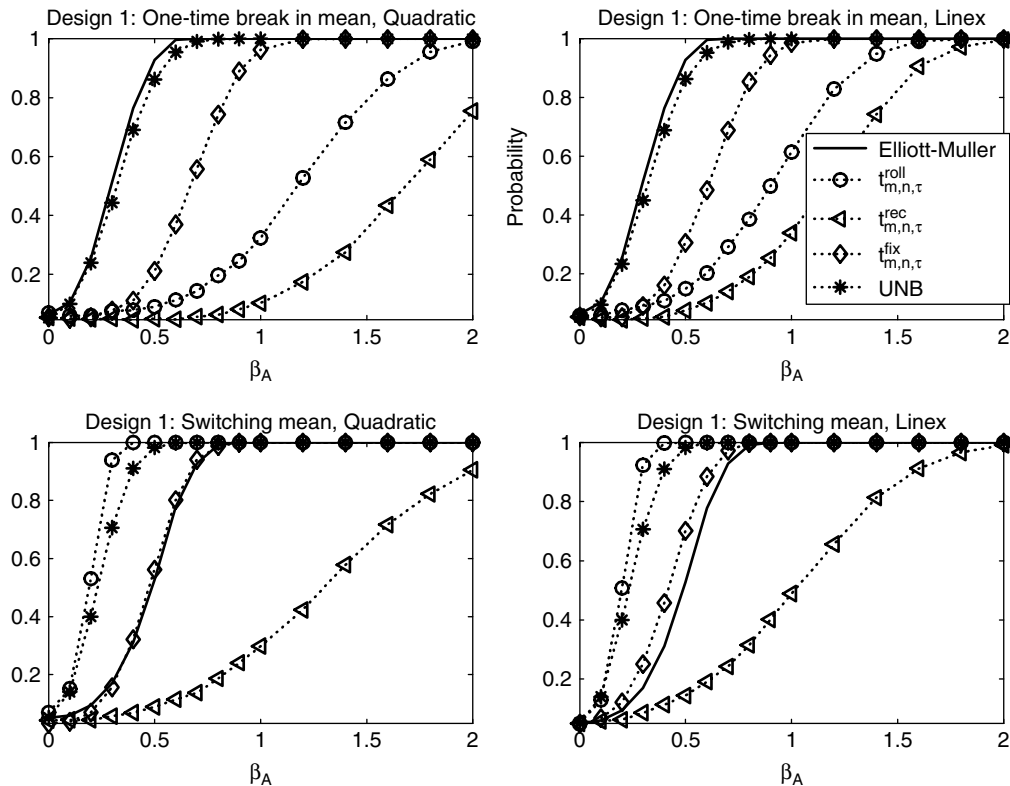 Design 1: One-time break in mean, Quadratic
1
0.8
0.6
0.4
0.2
0
0.5
1
1.5
2
β_A
Design 1: One-time break in mean, Linex
Probability
1
0.8
0.6
0.4
0.2
0
0.5
1
1.5
2
β_A
Elliott-Muller
t^roll_m,n,τ
t^rec_m,n,τ
t^fix_m,n,τ
UNB
Design 1: Switching mean, Quadratic
1
0.8
0.6
0.4
0.2
0
0.5
1
1.5
2
β_A
Design 1: Switching mean, Linex
1
0.8
0.6
0.4
0.2
0
0.5
1
1.5
2
β_A